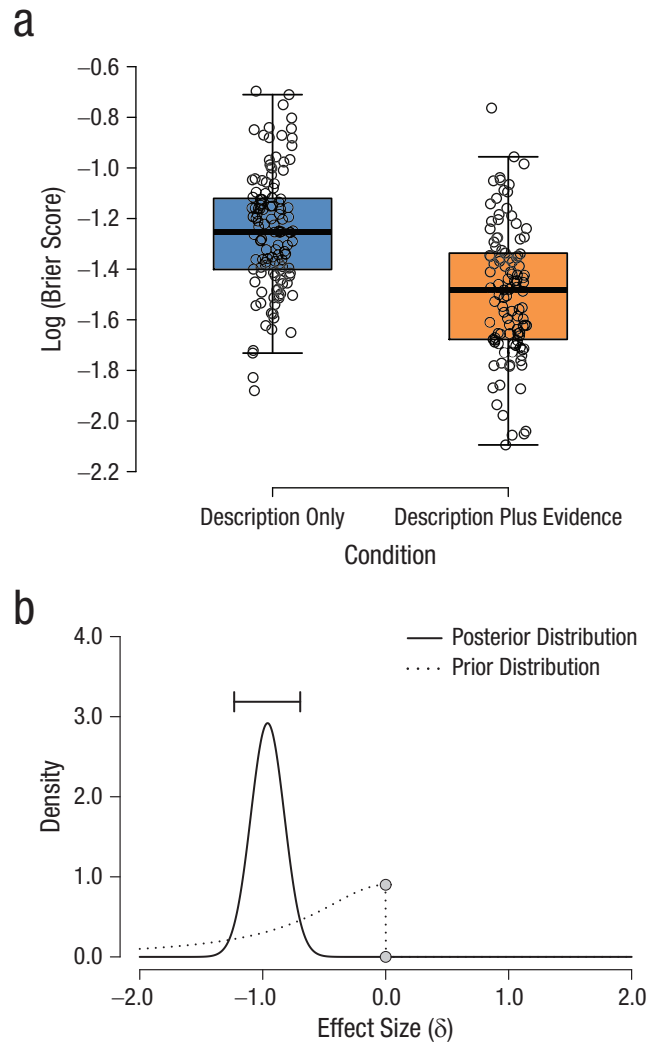 a
Log (Brier Score)
−0.6
−0.8
−1.0
−1.2
−1.4
−1.6
−1.8
−2.0
−2.2
Description Only
Description Plus Evidence
Condition
b
Density
4.0
3.0
2.0
1.0
0.0
Posterior Distribution
Prior Distribution
−2.0
−1.0
0.0
1.0
2.0
Effect Size (δ)